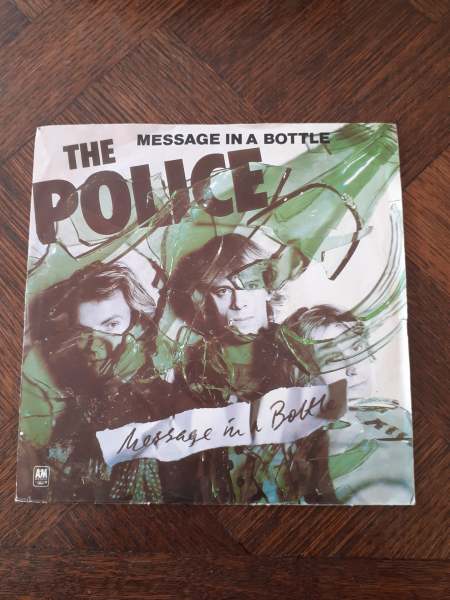 MESSAGE IN A BOTTLE
THE
POLICE
Message in a Bottle
A&M